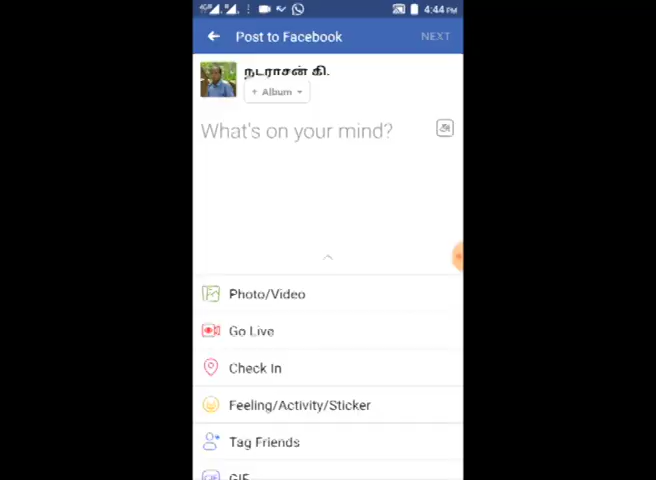 4G 4:44 PM
Post to Facebook NEXT
நடராசன் கி.
+ Album
What's on your mind?
Photo/Video
Go Live
Check In
Feeling/Activity/Sticker
Tag Friends
GIF